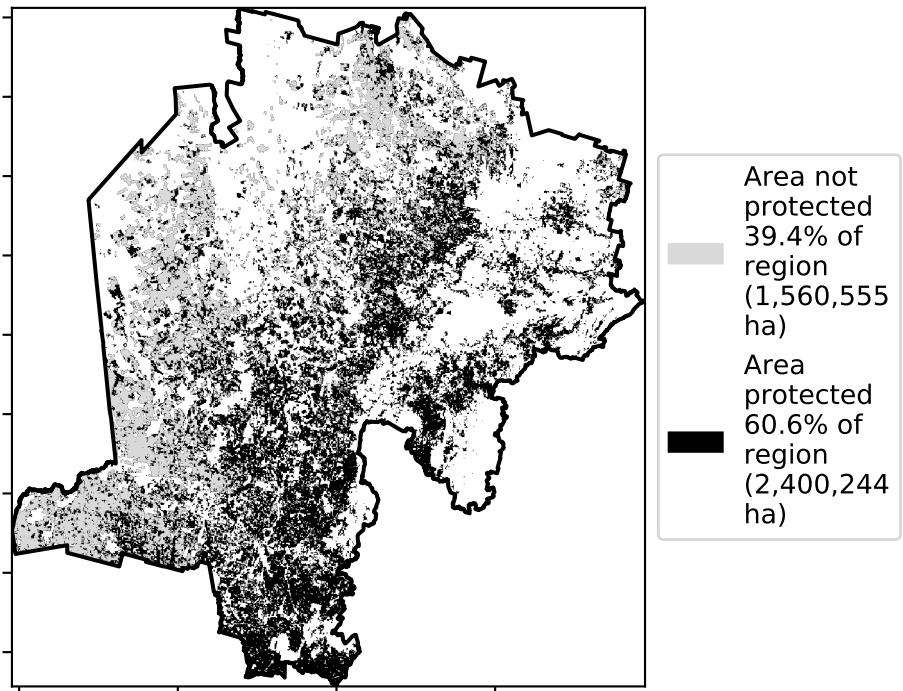 Area not
protected
39.4% of
region
(1,560,555
ha)
Area
protected
60.6% of
region
(2,400,244
ha)